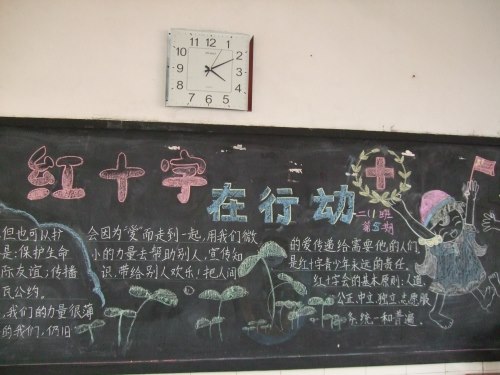 12
1
2
3
4
5
6
7
8
9
10
11
红十字
在行动
二(1)班
第5期
但也可以打
是:保护生命
际友谊;传播
瓦公约。
我们的力量很薄
的我们,仍旧
会因为“爱”而走到一起,用我们微
小的力量去帮助别人,宣传知
识,带给别人欢乐!把人间
的爱传递给需要他的人们
是红十字青少年永远的责任。
红十字会的基本原则:人道
公正 中立 独立 志愿服
务 统一和普遍。